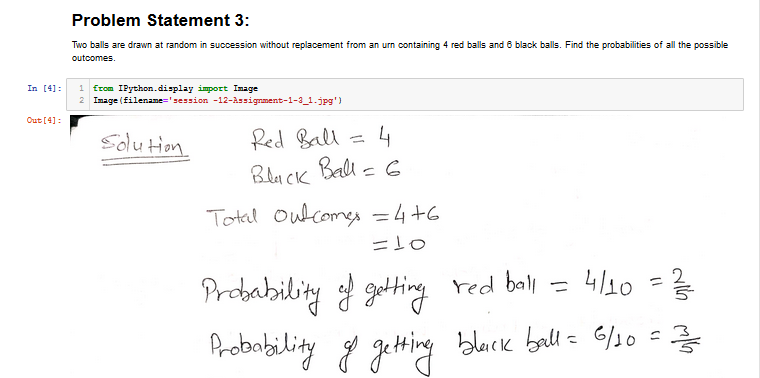 Problem Statement 3:
Two balls are drawn at random in succession without replacement from an urn containing 4 red balls and 6 black balls. Find the probabilities of all the possible
outcomes.
In [4]: 1 from IPython.display import Image
2 Image(filename='session -12-Assignment-1-3_1.jpg')
Out[4]:
Solution Red Ball = 4
Black Ball = 6
Total Outcomes = 4+6
= 10
Probability of getting red ball = 4/10 = 2/5
Probability of getting black ball = 6/10 = 3/5